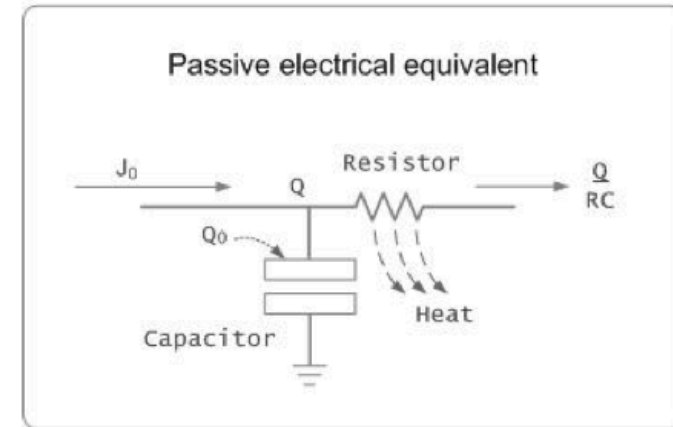 Passive electrical equivalent
J₀
Q
Resistor
Q
RC
Q₀
Heat
Capacitor